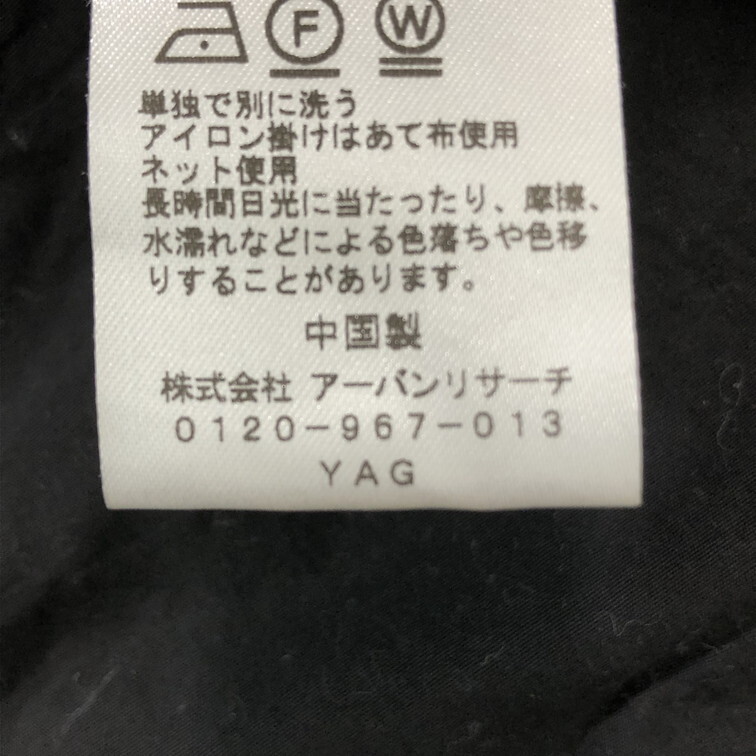 F W
単独で別に洗う
アイロン掛けはあて布使用
ネット使用
長時間日光に当たったり、摩擦、
水濡れなどによる色落ちや色移
りすることがあります。
中国製
株式会社 アーバンリサーチ
0120-967-013
YAG